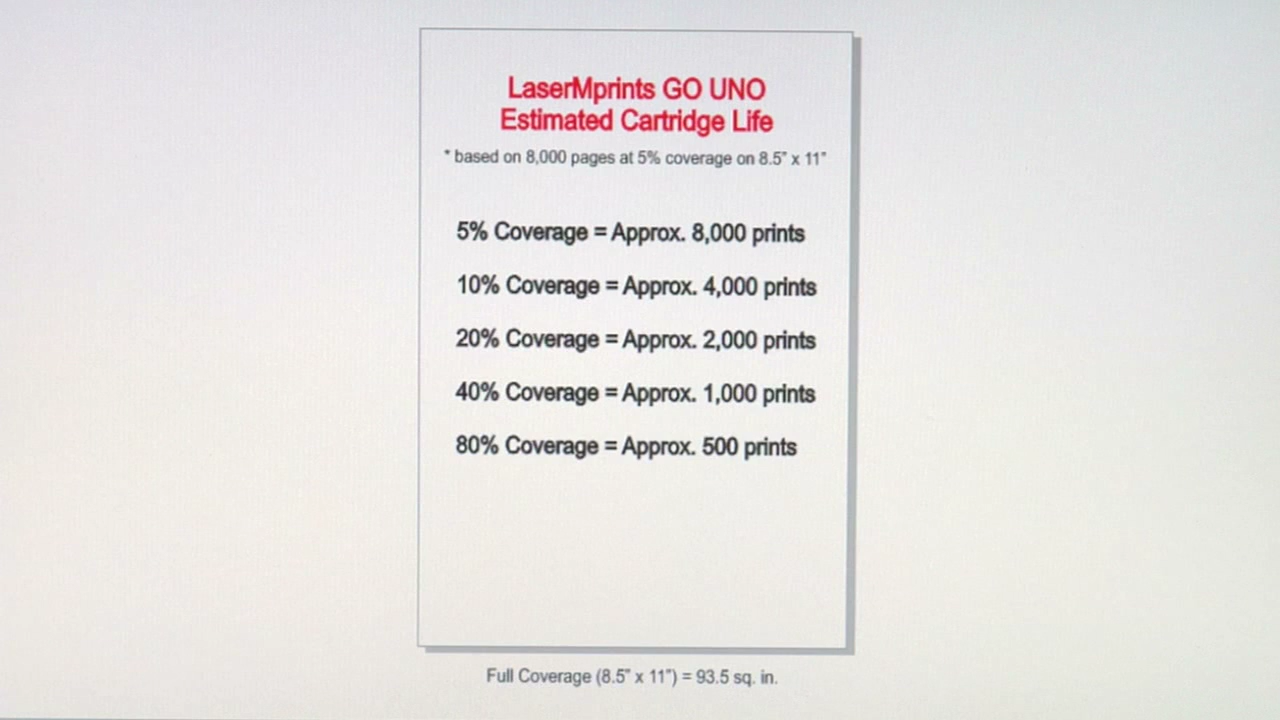 LaserMprints GO UNO
Estimated Cartridge Life
* based on 8,000 pages at 5% coverage on 8.5" x 11"
5% Coverage = Approx. 8,000 prints
10% Coverage = Approx. 4,000 prints
20% Coverage = Approx. 2,000 prints
40% Coverage = Approx. 1,000 prints
80% Coverage = Approx. 500 prints
Full Coverage (8.5" x 11") = 93.5 sq. in.